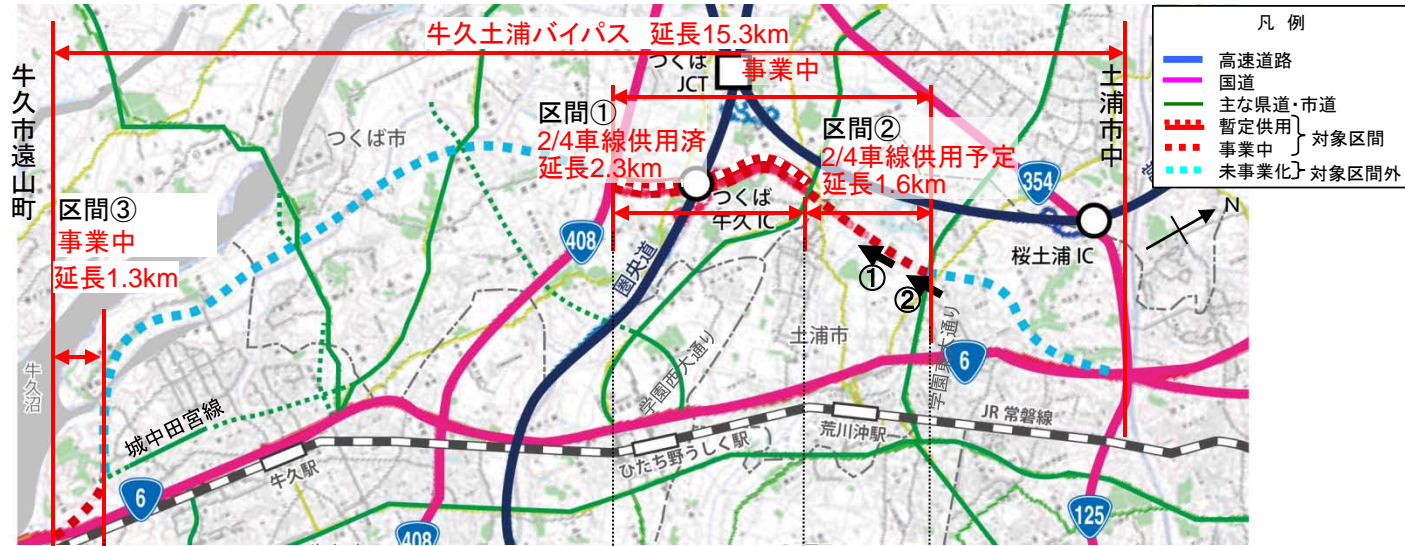 牛久土浦バイパス 延長15.3km
牛久市遠山町
土浦市中
つくば
JCT
事業中
区間①
2/4車線供用済
延長2.3km
区間②
2/4車線供用予定
延長1.6km
区間③
事業中
延長1.3km
つくば市
408
354
つくば
牛久 IC
圏央道
桜土浦 IC
N
①
②
土浦市
6
学園西大通り
学園東大通り
牛久沼
城中田宮線
牛久駅
ひたち野うしく駅
荒川沖駅
JR 常磐線
6
408
125
凡 例
高速道路
国道
主な県道・市道
暫定供用
事業中
対象区間
未事業化
対象区間外